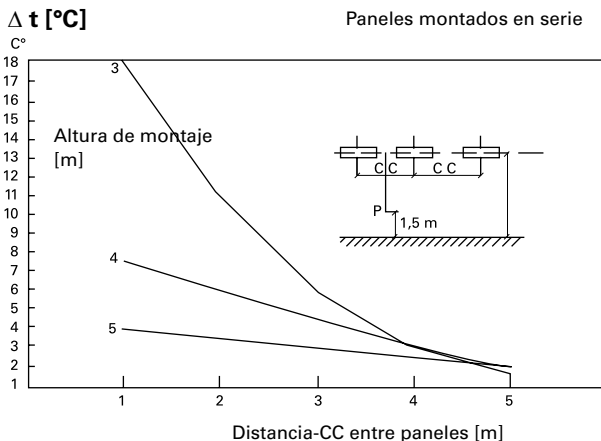 Δ t [°C]
Paneles montados en serie
C°
18
17
16
15
14
13
12
11
10
9
8
7
6
5
4
3
2
1
3
4
5
Altura de montaje
[m]
C C
C C
P
1,5 m
1
2
3
4
5
Distancia-CC entre paneles [m]